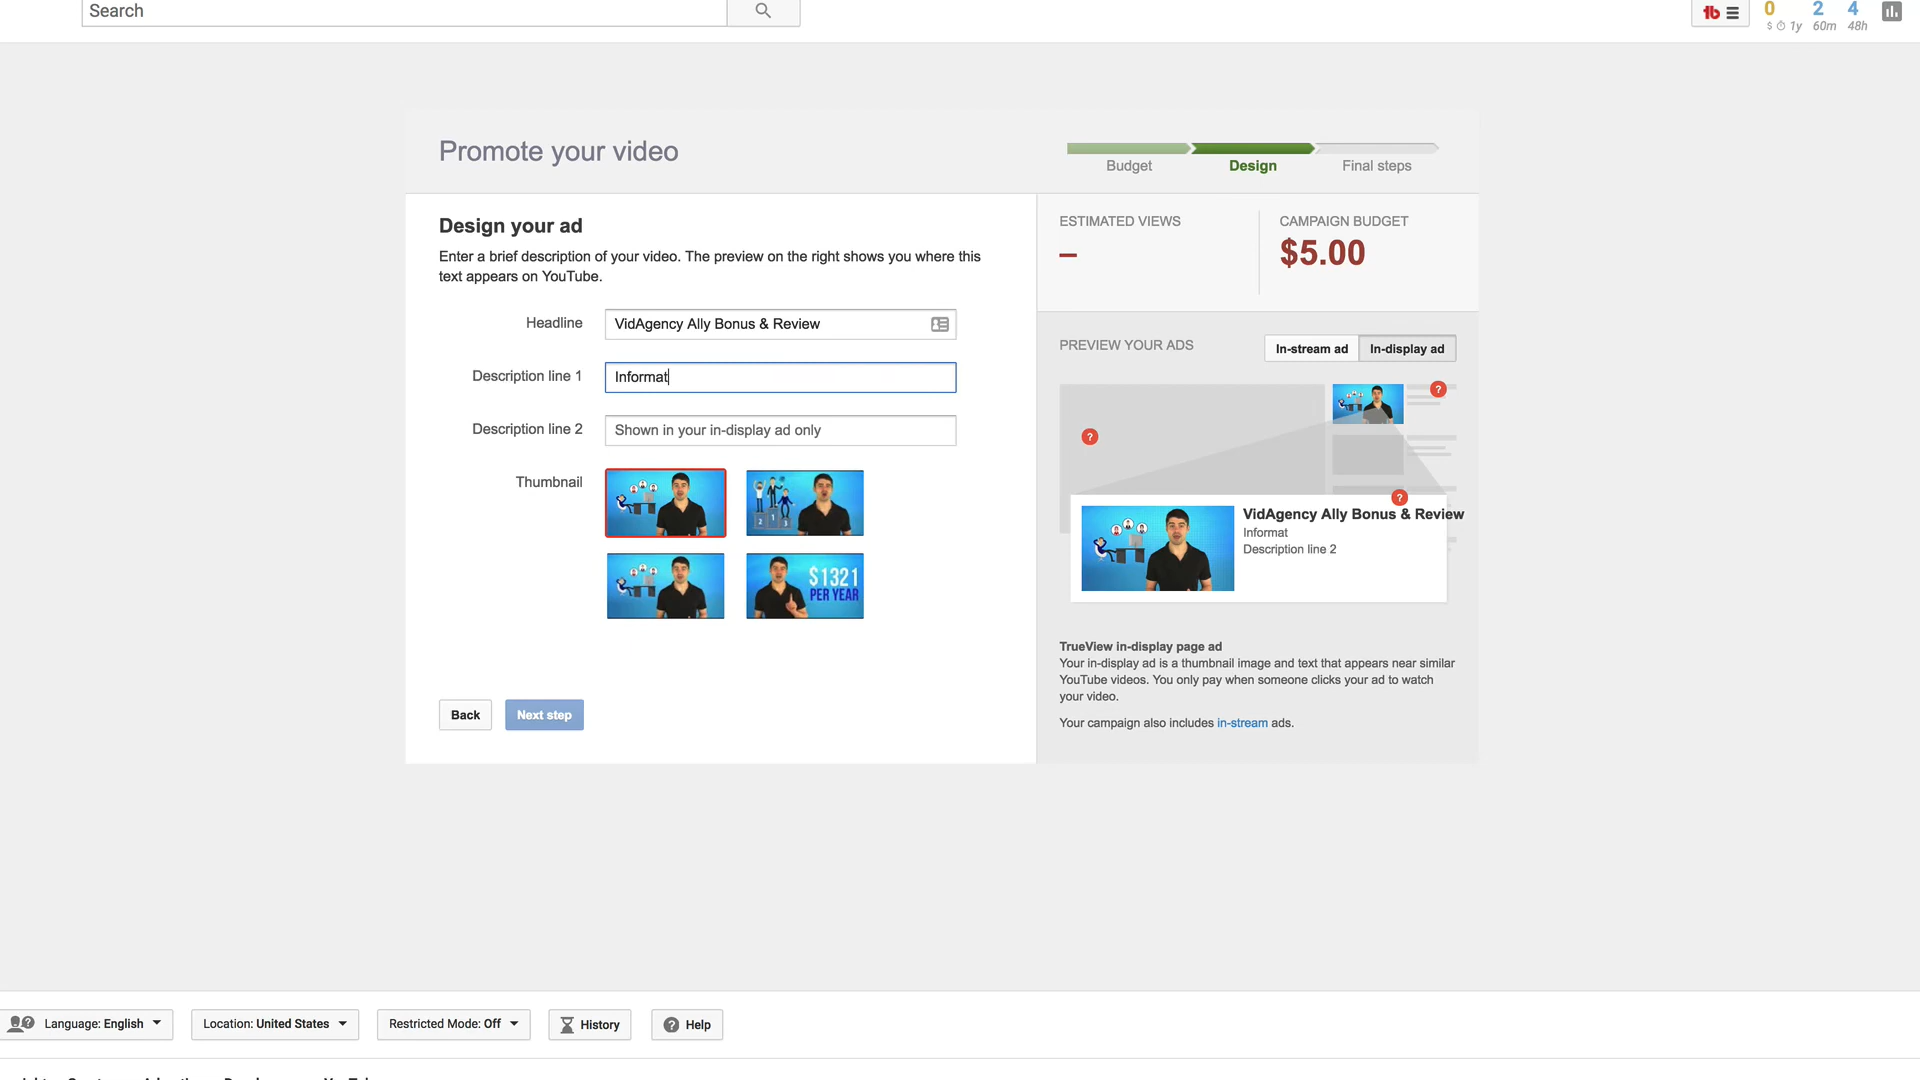 Search
0 2 4
$ 1y 60m 48h
Promote your video
Budget Design Final steps
Design your ad
Enter a brief description of your video. The preview on the right shows you where this
text appears on YouTube.
Headline VidAgency Ally Bonus & Review
Description line 1 Informat
Description line 2 Shown in your in-display ad only
Thumbnail
2 1 3
$1321
PER YEAR
Back Next step
ESTIMATED VIEWS CAMPAIGN BUDGET
– $5.00
PREVIEW YOUR ADS In-stream ad In-display ad
?
?
?
VidAgency Ally Bonus & Review
Informat
Description line 2
TrueView in-display page ad
Your in-display ad is a thumbnail image and text that appears near similar
YouTube videos. You only pay when someone clicks your ad to watch
your video.
Your campaign also includes in-stream ads.
Language: English Location: United States Restricted Mode: Off History Help